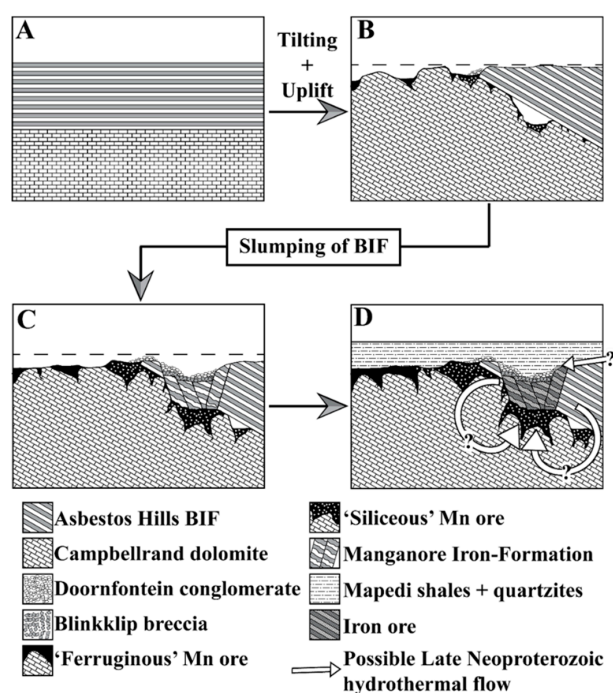 A
Tilting
+
Uplift
B
Slumping of BIF
C
D
?
?
?
Asbestos Hills BIF
Campbellrand dolomite
Doornfontein conglomerate
Blinkklip breccia
‘Ferruginous’ Mn ore
‘Siliceous’ Mn ore
Manganore Iron-Formation
Mapedi shales + quartzites
Iron ore
Possible Late Neoproterozoic
hydrothermal flow